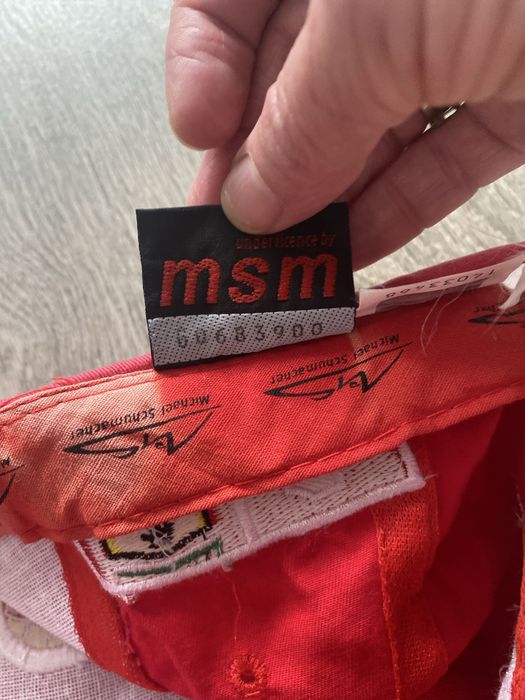 under licence by
msm
00683900
Michael Schumacher
Michael Schumacher